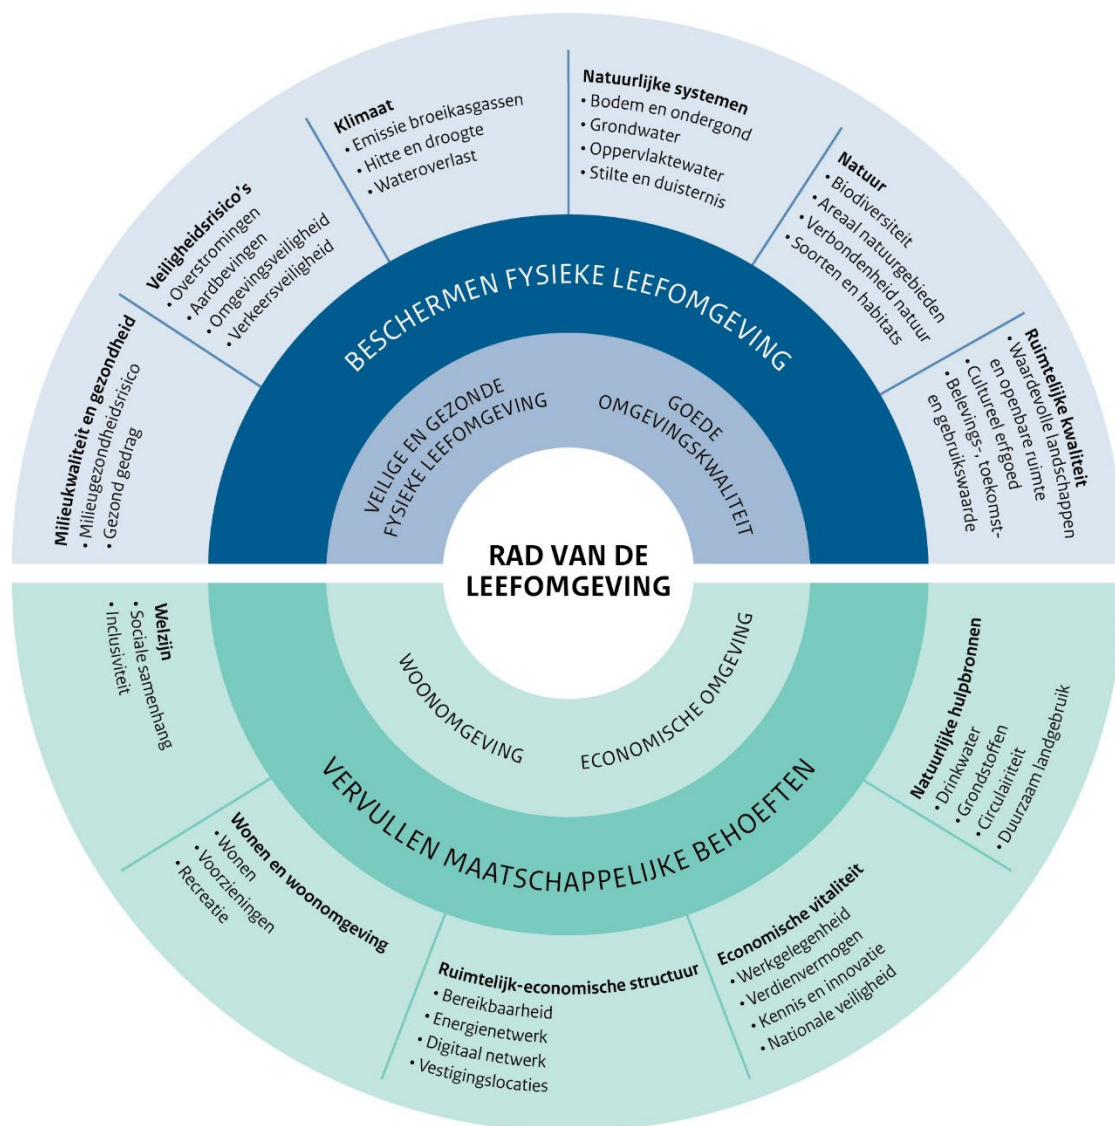 RAD VAN DE
LEEFOMGEVING
BESCHERMEN FYSIEKE LEEFOMGEVING
VEILIGE EN GEZONDE
FYSIEKE LEEFOMGEVING
GOEDE
OMGEVINGSKWALITEIT
Milieukwaliteit en gezondheid
• Milieugezondheidsrisico
• Gezond gedrag
Veiligheidsrisico's
• Overstromingen
• Aardbevingen
• Omgevingsveiligheid
• Verkeersveiligheid
Klimaat
• Emissie broeikasgassen
• Hitte en droogte
• Wateroverlast
Natuurlijke systemen
• Bodem en ondergond
• Grondwater
• Oppervlaktewater
• Stilte en duisternis
Natuur
• Biodiversiteit
• Areaal natuurgebieden
• Verbondenheid natuur
• Soorten en habitats
Ruimtelijke kwaliteit
• Waardevolle landschappen
en openbare ruimte
• Cultureel erfgoed
• Belevings-, toekomst-
en gebruikswaarde
VERVULLEN MAATSCHAPPELIJKE BEHOEFTEN
WOONOMGEVING
ECONOMISCHE OMGEVING
Welzijn
• Sociale samenhang
• Inclusiviteit
Wonen en woonomgeving
• Wonen
• Voorzieningen
• Recreatie
Ruimtelijk-economische structuur
• Bereikbaarheid
• Energienetwerk
• Digitaal netwerk
• Vestigingslocaties
Economische vitaliteit
• Werkgelegenheid
• Verdienvermogen
• Kennis en innovatie
• Nationale veiligheid
Natuurlijke hulpbronnen
• Drinkwater
• Grondstoffen
• Circulairiteit
• Duurzaam landgebruik